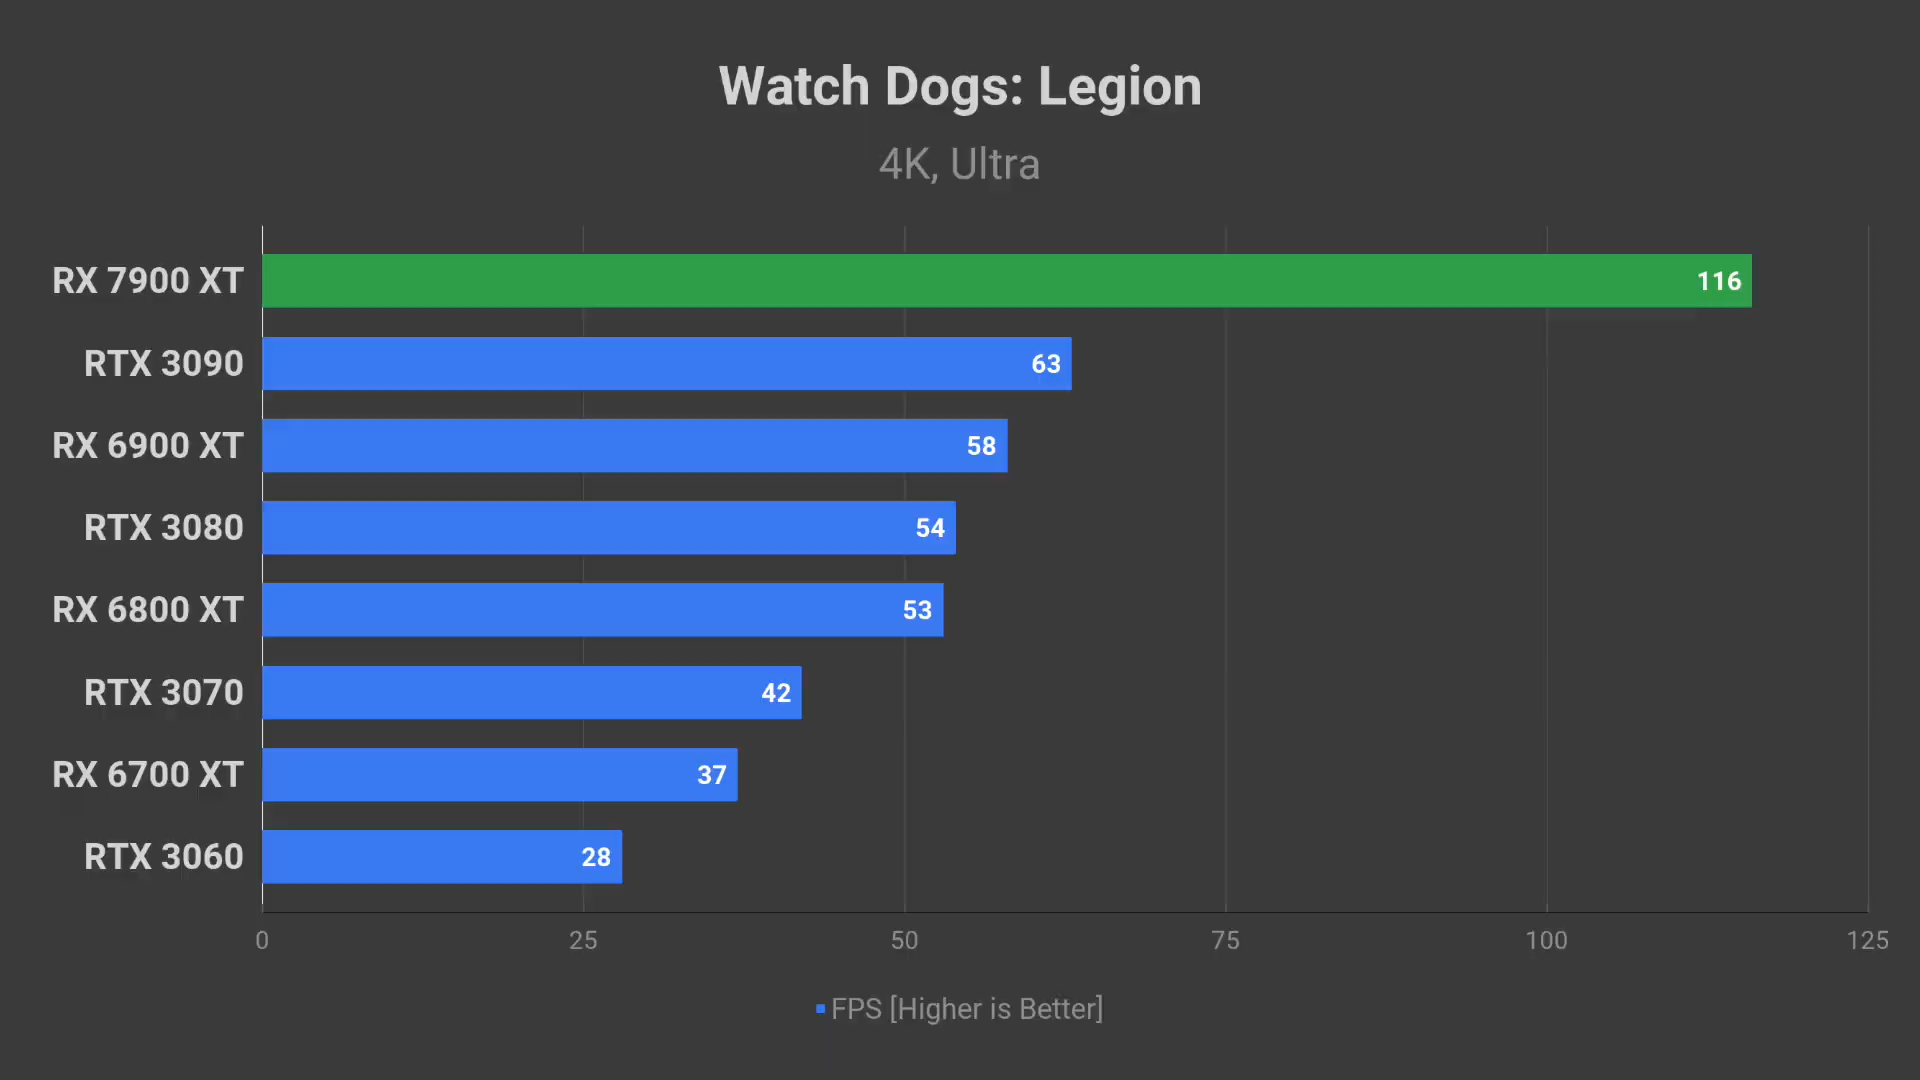 Watch Dogs: Legion
4K, Ultra
RX 7900 XT 116
RTX 3090 63
RX 6900 XT 58
RTX 3080 54
RX 6800 XT 53
RTX 3070 42
RX 6700 XT 37
RTX 3060 28
0 25 50 75 100 125
FPS [Higher is Better]